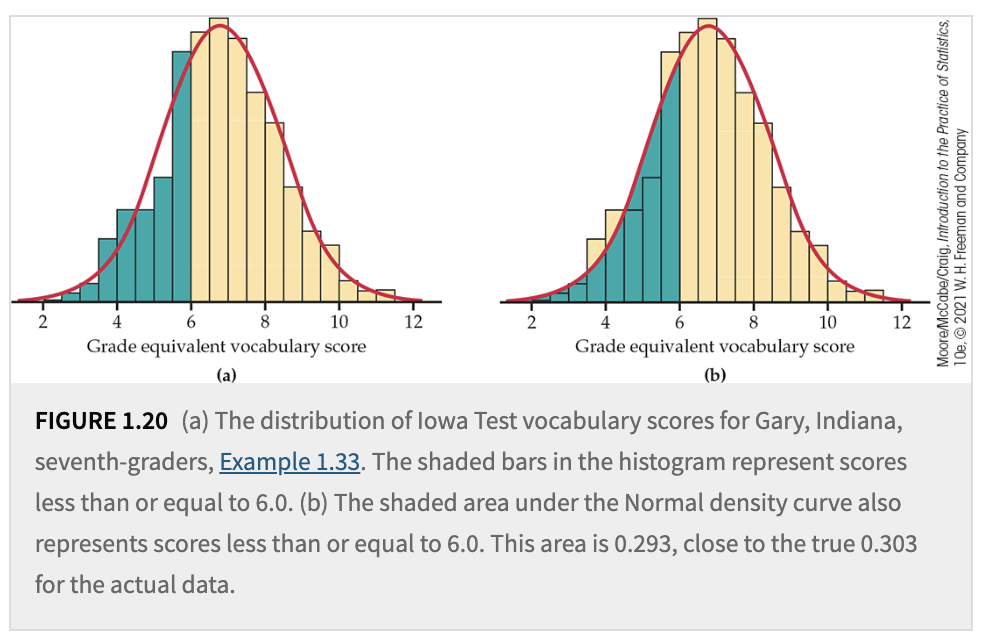 2 4 6 8 10 12
Grade equivalent vocabulary score
(a)
2 4 6 8 10 12
Grade equivalent vocabulary score
(b)
Moore/McCabe/Craig, Introduction to the Practice of Statistics,
10e, © 2021 W. H. Freeman and Company
FIGURE 1.20 (a) The distribution of Iowa Test vocabulary scores for Gary, Indiana,
seventh-graders, Example 1.33. The shaded bars in the histogram represent scores
less than or equal to 6.0. (b) The shaded area under the Normal density curve also
represents scores less than or equal to 6.0. This area is 0.293, close to the true 0.303
for the actual data.